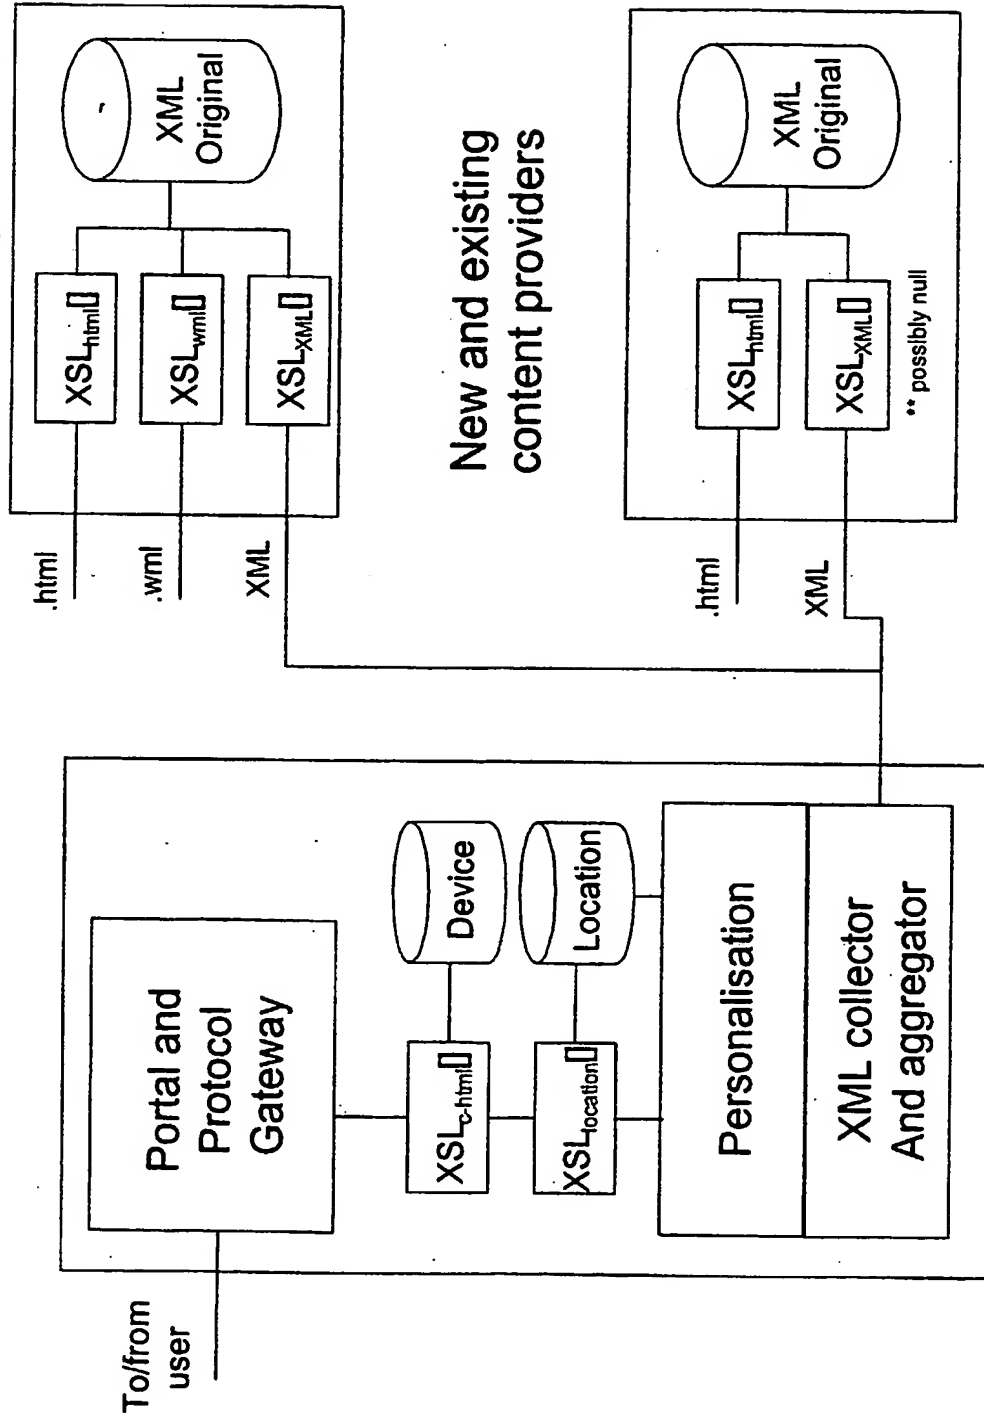 To/from
user
Portal and
Protocol
Gateway
XSLc-html[]
Device
XSLlocation[]
Location
Personalisation
XML collector
And aggregator
.html
.wml
XML
XSLhtml[]
XSLwml[]
XSLXML[]
XML
Original
New and existing
content providers
.html
XML
XSLhtml[]
XSLXML[]
** possibly null
XML
Original